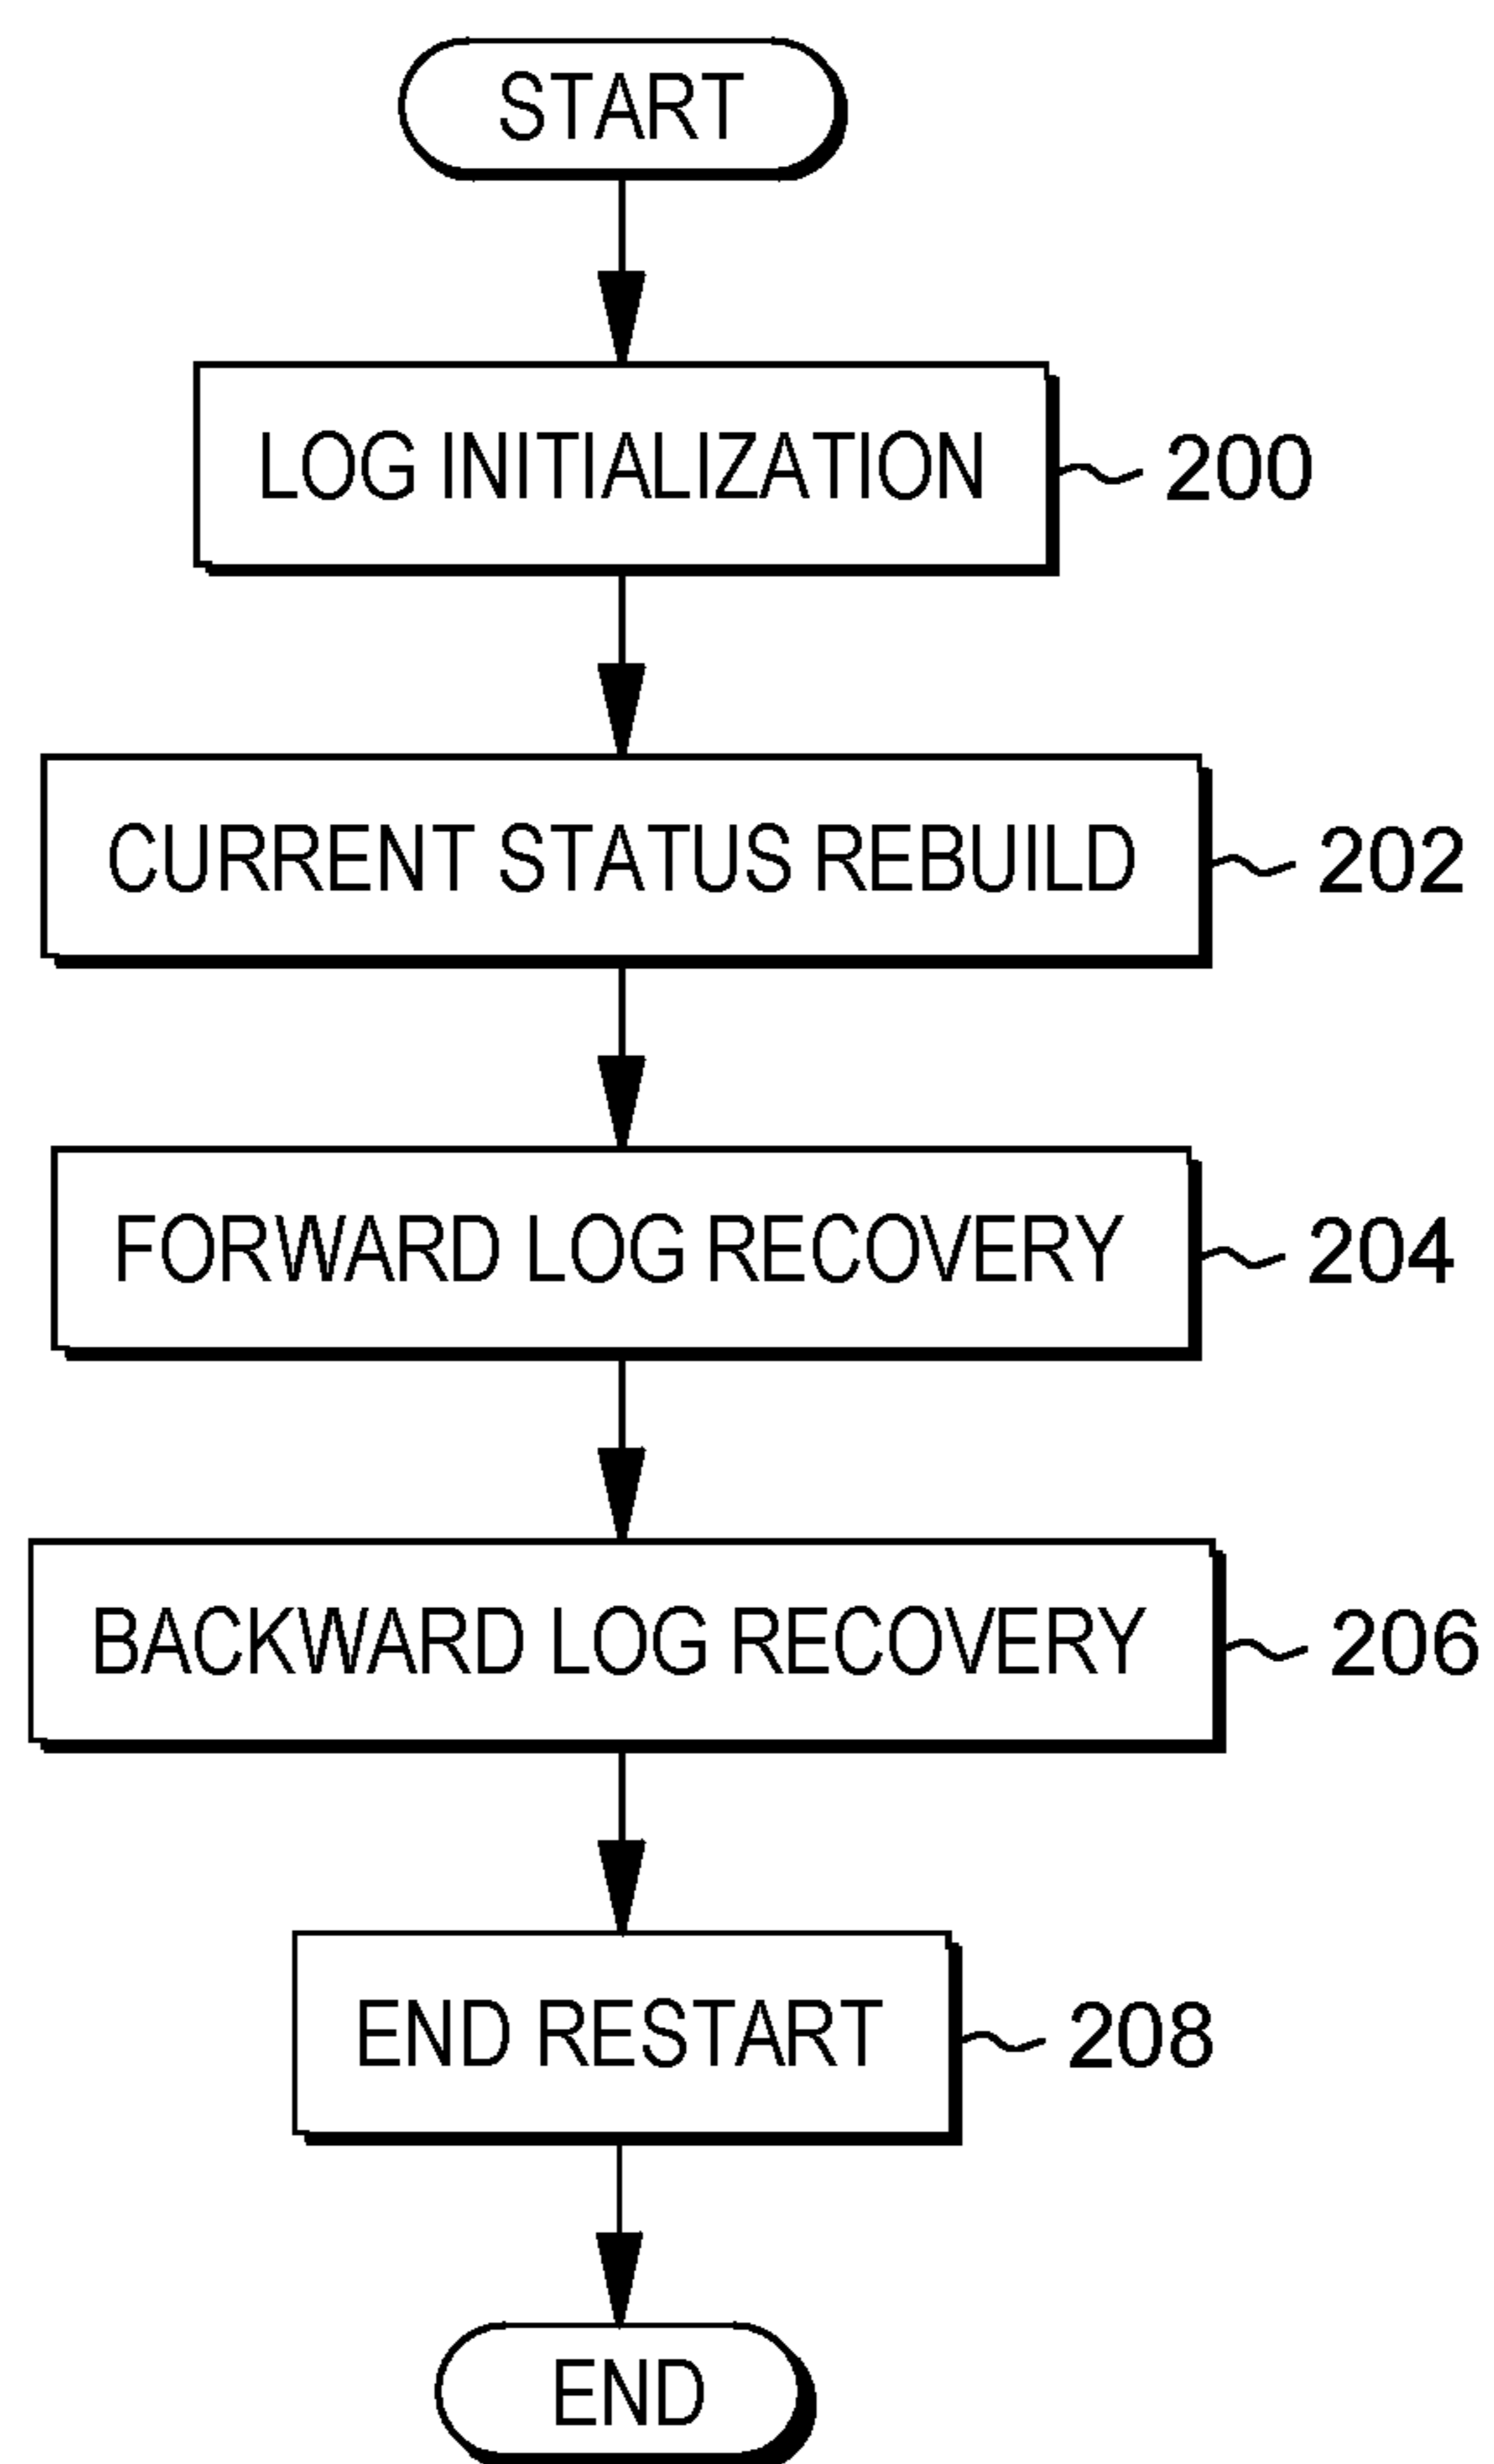 START
LOG INITIALIZATION
200
CURRENT STATUS REBUILD
202
FORWARD LOG RECOVERY
204
BACKWARD LOG RECOVERY
206
END RESTART
208
END